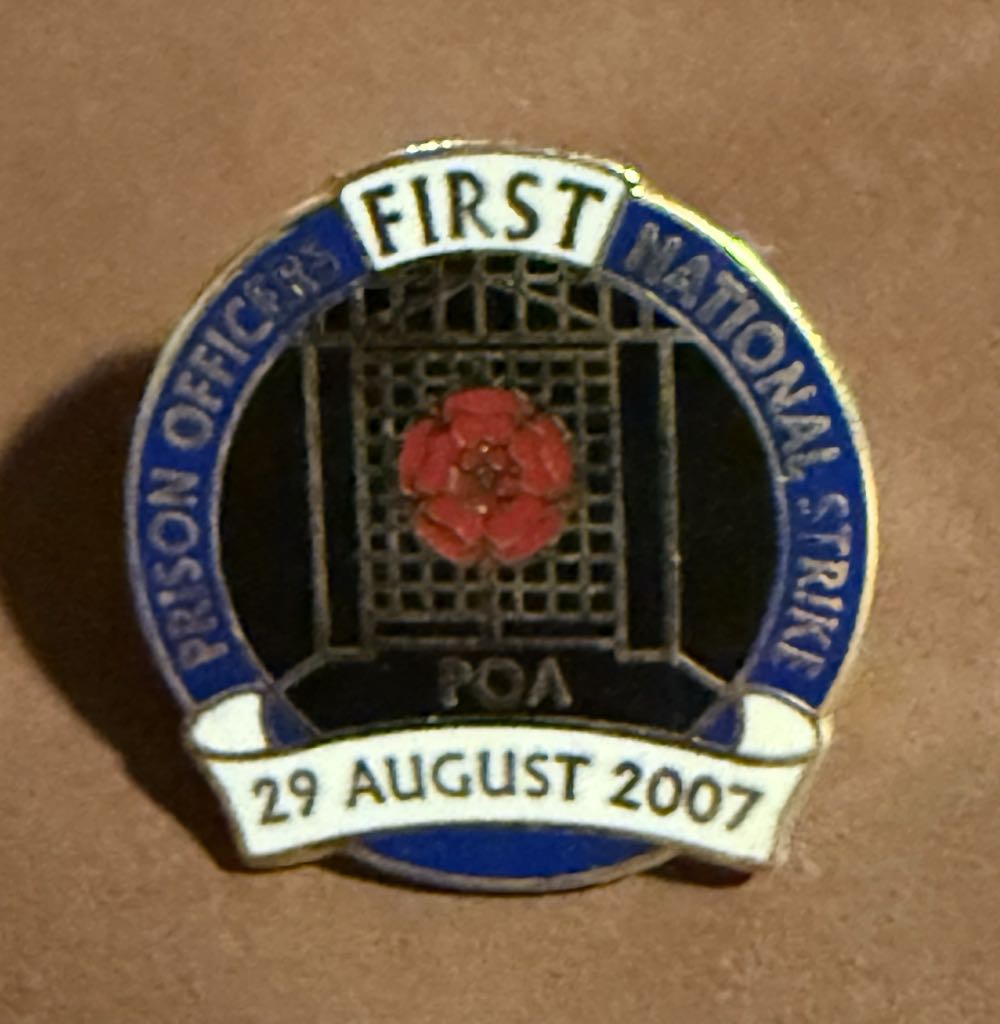 FIRST
PRISON OFFICERS
NATIONAL STRIKE
POA
29 AUGUST 2007